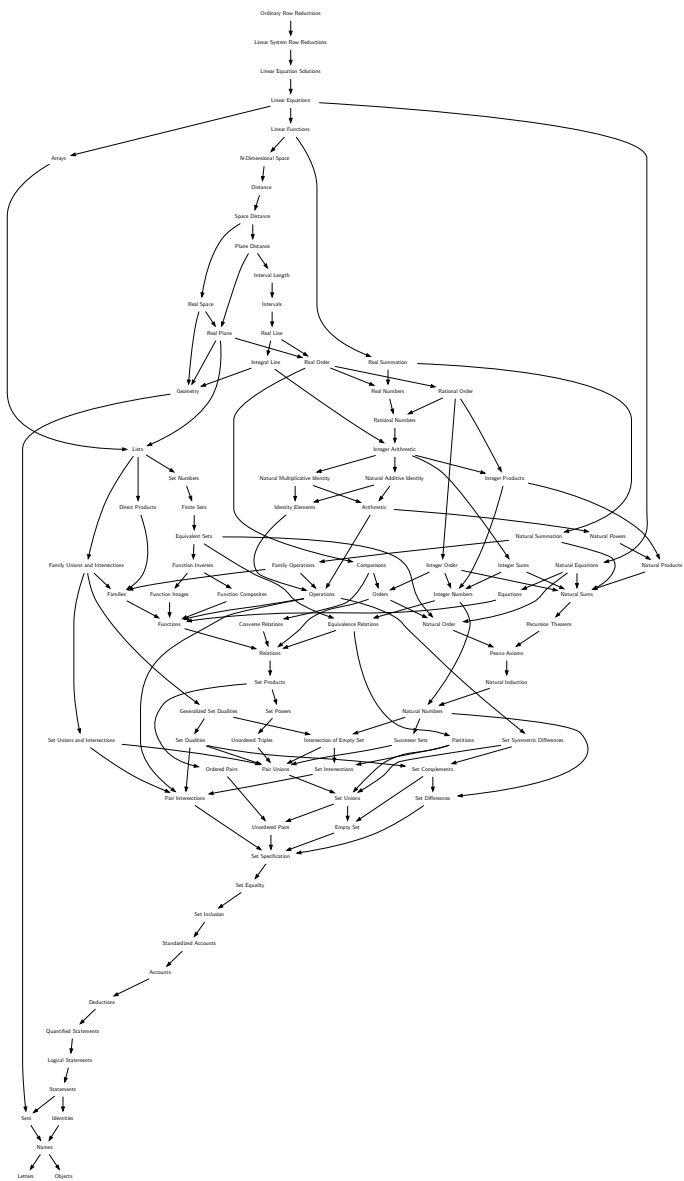 Ordinary Row Reductions
Linear System Row Reductions
Linear Equation Solutions
Linear Equations
Linear Functions
Arrays
N-Dimensional Space
Distance
Space Distance
Plane Distance
Interval Length
Real Space
Intervals
Real Plane
Real Line
Integral Line
Real Order
Real Summation
Geometry
Real Numbers
Rational Order
Rational Numbers
Lists
Integer Arithmetic
Set Numbers
Natural Multiplicative Identity
Natural Additive Identity
Integer Products
Direct Products
Finite Sets
Identity Elements
Arithmetic
Equivalent Sets
Natural Summation
Natural Powers
Family Unions and Intersections
Function Inverses
Family Operations
Comparisons
Integer Order
Integer Sums
Natural Equations
Natural Products
Families
Function Images
Function Composites
Operations
Orders
Integer Numbers
Equations
Natural Sums
Functions
Converse Relations
Equivalence Relations
Natural Order
Recursion Theorem
Relations
Peano Axioms
Set Products
Natural Induction
Generalized Set Dualities
Set Powers
Natural Numbers
Set Unions and Intersections
Set Dualities
Unordered Triples
Intersection of Empty Set
Successor Sets
Partitions
Set Symmetric Differences
Ordered Pairs
Pair Unions
Set Intersections
Set Complements
Pair Intersections
Set Unions
Set Differences
Unordered Pairs
Empty Set
Set Specification
Set Equality
Set Inclusion
Standardized Accounts
Accounts
Deductions
Quantified Statements
Logical Statements
Statements
Sets
Identities
Names
Letters
Objects